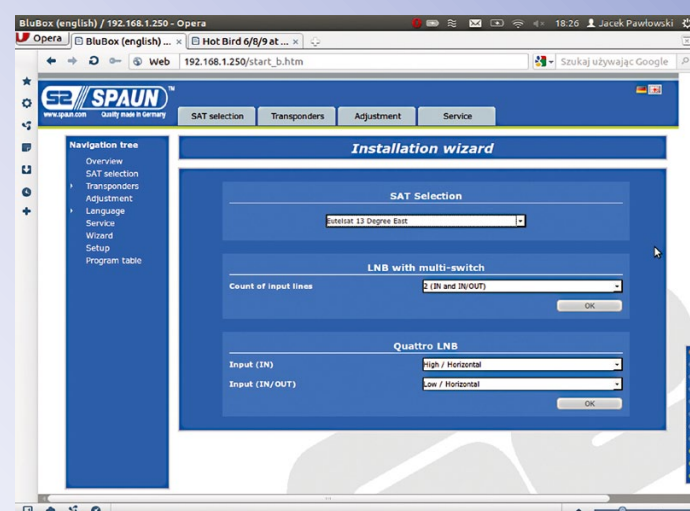 BluBox (english) / 192.168.1.250 - Opera
18:26 Jacek Pawłowski
Opera
BluBox (english) ... ×
Hot Bird 6/8/9 at ... ×
Web 192.168.1.250/start_b.htm
Szukaj używając Google
SPAUN™
www.spaun.com Quality made in Germany
SAT selection
Transponders
Adjustment
Service
Navigation tree
Overview
SAT selection
Transponders
Adjustment
Language
Service
Wizard
Setup
Program table
Installation wizard
SAT Selection
Eutelsat 13 Degree East
LNB with multi-switch
Count of input lines 2 (IN and IN/OUT)
OK
Quattro LNB
Input (IN) High / Horizontal
Input (IN/OUT) Low / Horizontal
OK